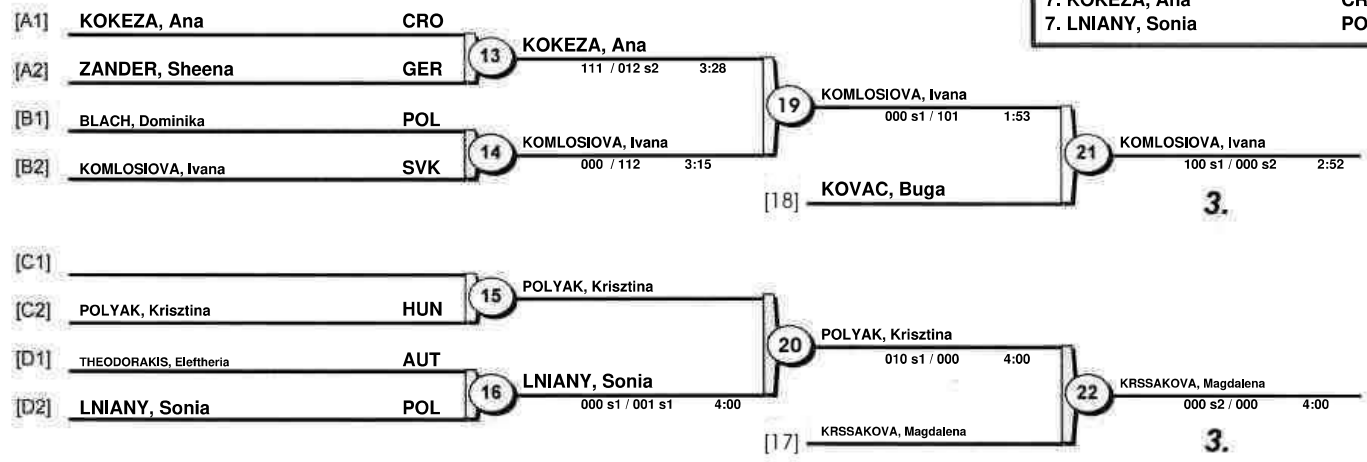 7. KOKEZA, Ana
7. LNIANY, Sonia PO
[A1] KOKEZA, Ana CRO
13 KOKEZA, Ana
111 / 012 s2 3:28
[A2] ZANDER, Sheena GER
19 KOMLOSIOVA, Ivana
000 s1 / 101 1:53
[B1] BLACH, Dominika POL
14 KOMLOSIOVA, Ivana
000 / 112 3:15
[B2] KOMLOSIOVA, Ivana SVK
21 KOMLOSIOVA, Ivana
100 s1 / 000 s2 2:52
[18] KOVAC, Buga
3.
[C1]
15 POLYAK, Krisztina
[C2] POLYAK, Krisztina HUN
20 POLYAK, Krisztina
010 s1 / 000 4:00
[D1] THEODORAKIS, Eleftheria AUT
16 LNIANY, Sonia
000 s1 / 001 s1 4:00
[D2] LNIANY, Sonia POL
22 KRSSAKOVA, Magdalena
000 s2 / 000 4:00
[17] KRSSAKOVA, Magdalena
3.